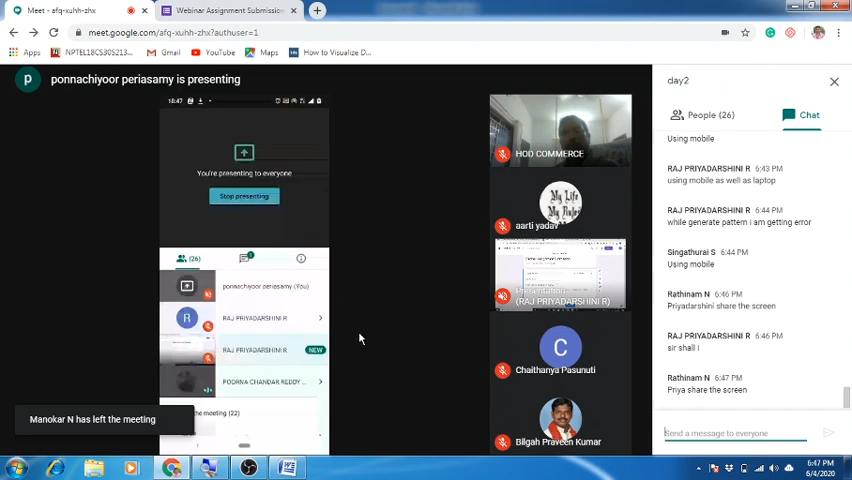 Meet - afq-xuhh-zhx
Webinar Assignment Submission
meet.google.com/afq-xuhh-zhx?authuser=1
Apps
NPTEL18CS30S213...
Gmail
YouTube
Maps
How to Visualize D...
p
ponnachiyoor periasamy is presenting
18:47
You're presenting to everyone
Stop presenting
(26)
ponnachiyoor periasamy (You)
R
RAJ PRIYADARSHINI R
RAJ PRIYADARSHINI R
NEW
POORNA CHANDAR REDDY ...
the meeting (22)
Manokar N has left the meeting
HOD COMMERCE
My Life
My Rules
aarti yadav
Presentation
(RAJ PRIYADARSHINI R)
C
Chaithanya Pasunuti
Bilgah Praveen Kumar
day2
People (26)
Chat
Using mobile
RAJ PRIYADARSHINI R 6:43 PM
using mobile as well as laptop
RAJ PRIYADARSHINI R 6:44 PM
while generate pattern i am getting error
Singathurai S 6:44 PM
Using mobile
Rathinam N 6:46 PM
Priyadarshini share the screen
RAJ PRIYADARSHINI R 6:46 PM
sir shall i
Rathinam N 6:47 PM
Priya share the screen
Send a message to everyone
6:47 PM
6/4/2020